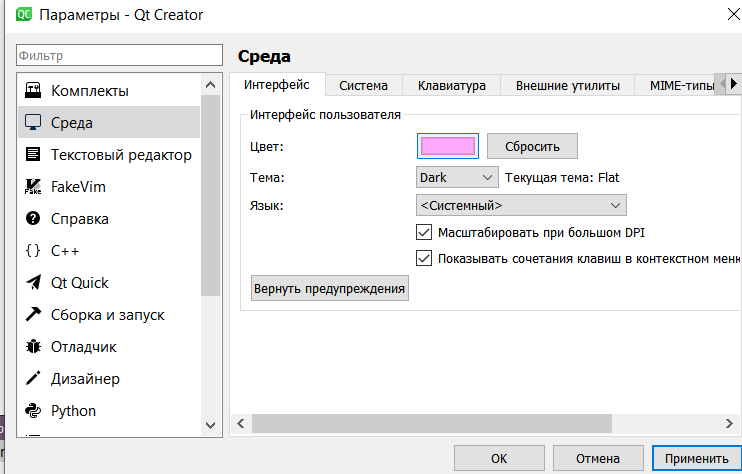 QC Параметры - Qt Creator
Фильтр
Комплекты
Среда
Текстовый редактор
FakeVim
Справка
{} C++
Qt Quick
Сборка и запуск
Отладчик
Дизайнер
Python
Среда
Интерфейс Система Клавиатура Внешние утилиты MIME-типы
Интерфейс пользователя
Цвет: Сбросить
Тема: Dark Текущая тема: Flat
Язык: <Системный>
Масштабировать при большом DPI
Показывать сочетания клавиш в контекстном меню
Вернуть предупреждения
OK Отмена Применить